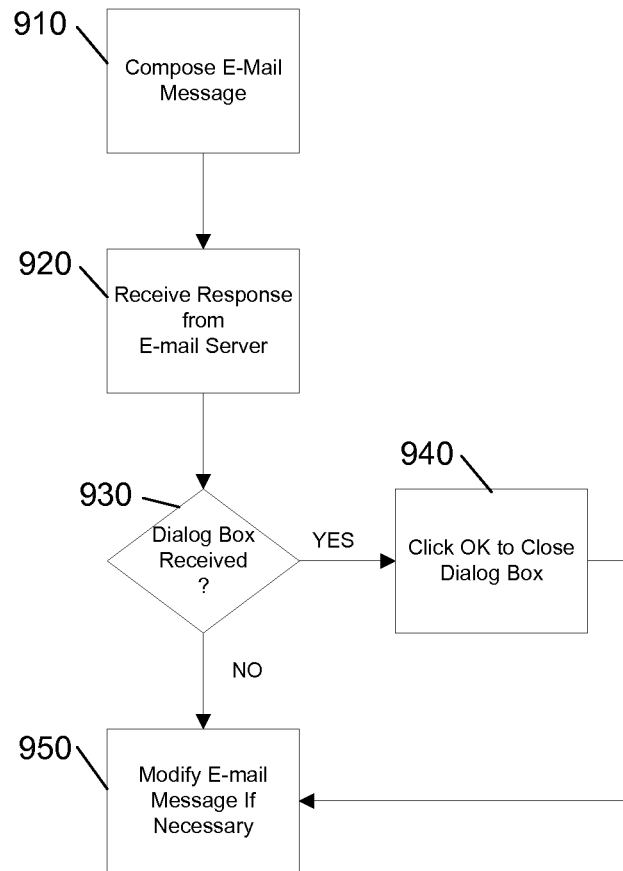 910
Compose E-Mail
Message
920
Receive Response
from
E-mail Server
930
Dialog Box
Received
?
YES
940
Click OK to Close
Dialog Box
NO
950
Modify E-mail
Message If
Necessary